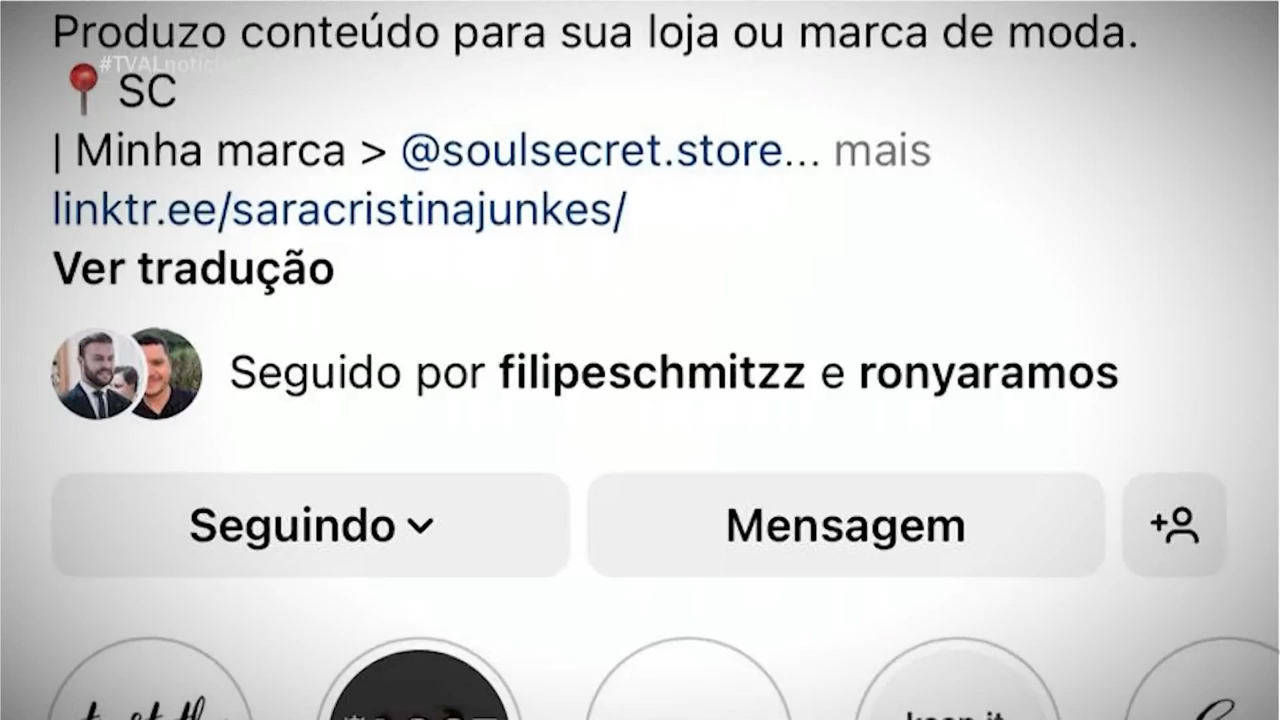 Produzo conteúdo para sua loja ou marca de moda.
#TVALnotíc
SC
| Minha marca > @soulsecret.store... mais
linktr.ee/saracristinajunkes/
Ver tradução
Seguido por filipeschmitzz e ronyaramos
Seguindo
Mensagem